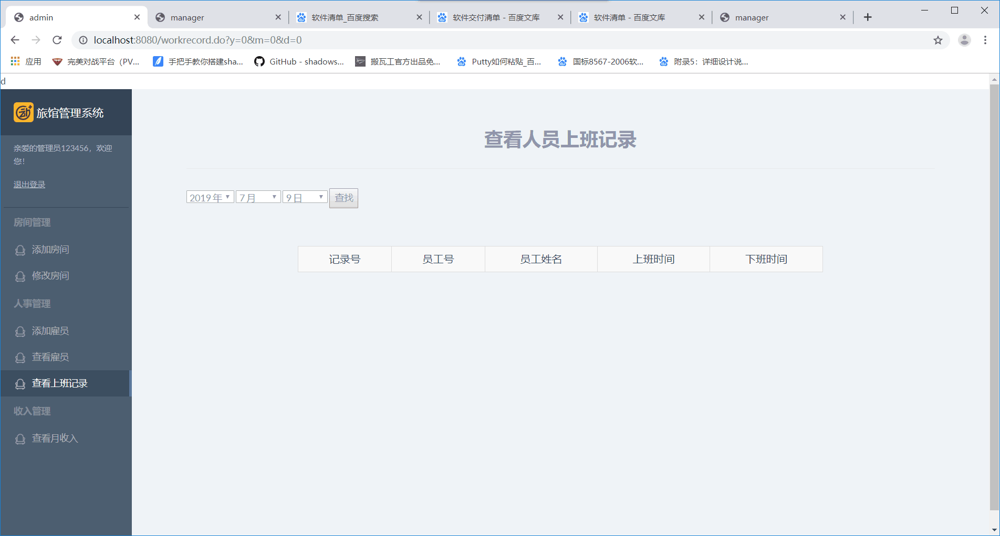 admin
manager
软件清单_百度搜索
软件交付清单 - 百度文库
软件清单 - 百度文库
manager
localhost:8080/workrecord.do?y=0&m=0&d=0
应用
完美对战平台（PV...
手把手教你搭建sha...
GitHub - shadows...
搬瓦工官方出品免...
Putty如何粘贴_百...
国标8567-2006软...
附录5：详细设计说...
d
旅馆管理系统
亲爱的管理员123456，欢迎
您！
退出登录
房间管理
添加房间
修改房间
人事管理
添加雇员
查看雇员
查看上班记录
收入管理
查看月收入
查看人员上班记录
2019 年 7 月 9 日 查找
记录号 员工号 员工姓名 上班时间 下班时间